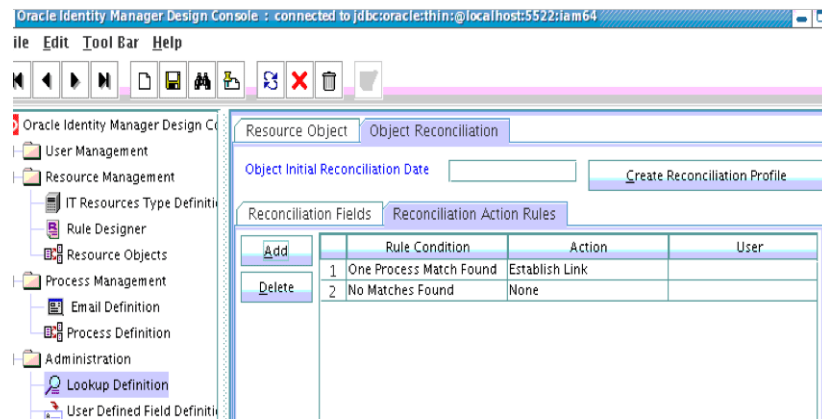 Oracle Identity Manager Design Console : connected to jdbc:oracle:thin:@localhost:5522:iam64
ile Edit Tool Bar Help
Oracle Identity Manager Design Co
User Management
Resource Management
IT Resources Type Definiti
Rule Designer
Resource Objects
Process Management
Email Definition
Process Definition
Administration
Lookup Definition
User Defined Field Definiti
Resource Object Object Reconciliation
Object Initial Reconciliation Date Create Reconciliation Profile
Reconciliation Fields Reconciliation Action Rules
Add Delete
Rule Condition Action User
1 One Process Match Found Establish Link
2 No Matches Found None